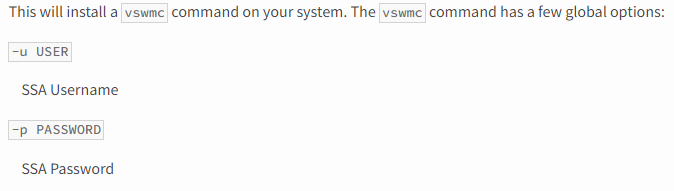 This will install a vswmc command on your system. The vswmc command has a few global options:
-u USER
SSA Username
-p PASSWORD
SSA Password